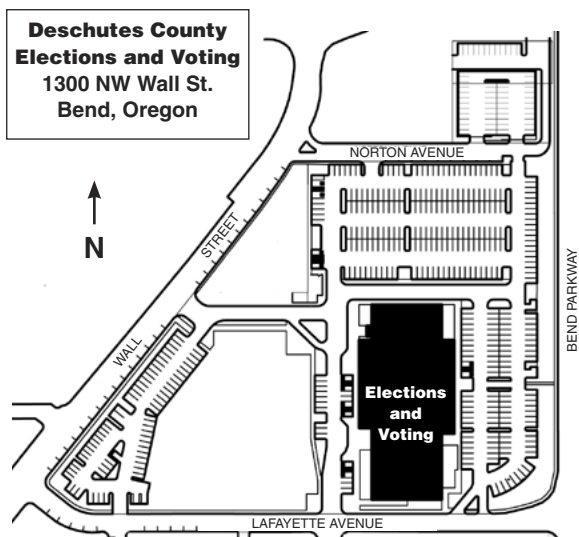 Deschutes County
Elections and Voting
1300 NW Wall St.
Bend, Oregon
NORTON AVENUE
N
STREET
WALL
BEND PARKWAY
Elections
and
Voting
LAFAYETTE AVENUE